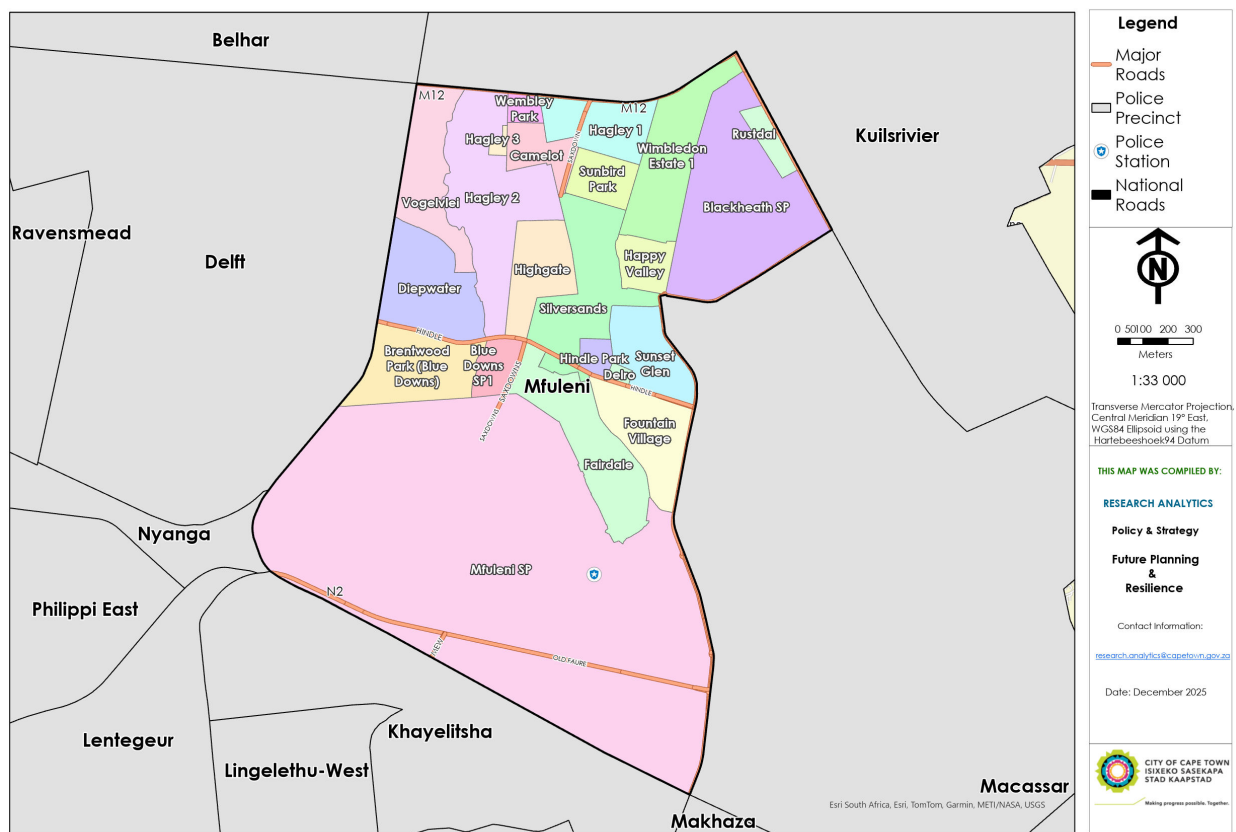 Belhar
M12
M12
Wembley
Park
Hagley 3
Hagley 1
Camelot
SAXDOWN
Sunbird
Park
Wimbledon
Estate 1
Rustdal
Kuilsrivier
Vogelvlei
Hagley 2
Blackheath SP
Ravensmead
Delft
Highgate
Happy
Valley
Diepwater
Silversands
HINDLE
Brentwood
Park (Blue
Downs)
Blue
Downs
SP1
SAXDOWNS
SAXDOWNS
Hindle Park
Delro
Sunset
Glen
HINDLE
Mfuleni
Fountain
Village
Fairdale
Nyanga
Mfuleni SP
N2
Philippi East
VIEW
OLD FAURE
Lentegeur
Khayelitsha
Lingelethu-West
Macassar
Makhaza
Esri South Africa, Esri, TomTom, Garmin, METI/NASA, USGS
Legend
Major
Roads
Police
Precinct
Police
Station
National
Roads
N
0 50100 200 300
Meters
1:33 000
Transverse Mercator Projection,
Central Meridian 19° East,
WGS84 Ellipsoid using the
Hartebeeshoek94 Datum
THIS MAP WAS COMPILED BY:
RESEARCH ANALYTICS
Policy & Strategy
Future Planning
&
Resilience
Contact Information:
research.analytics@capetown.gov.za
Date: December 2025
CITY OF CAPE TOWN
ISIXEKO SASEKAPA
STAD KAAPSTAD
Making progress possible. Together.